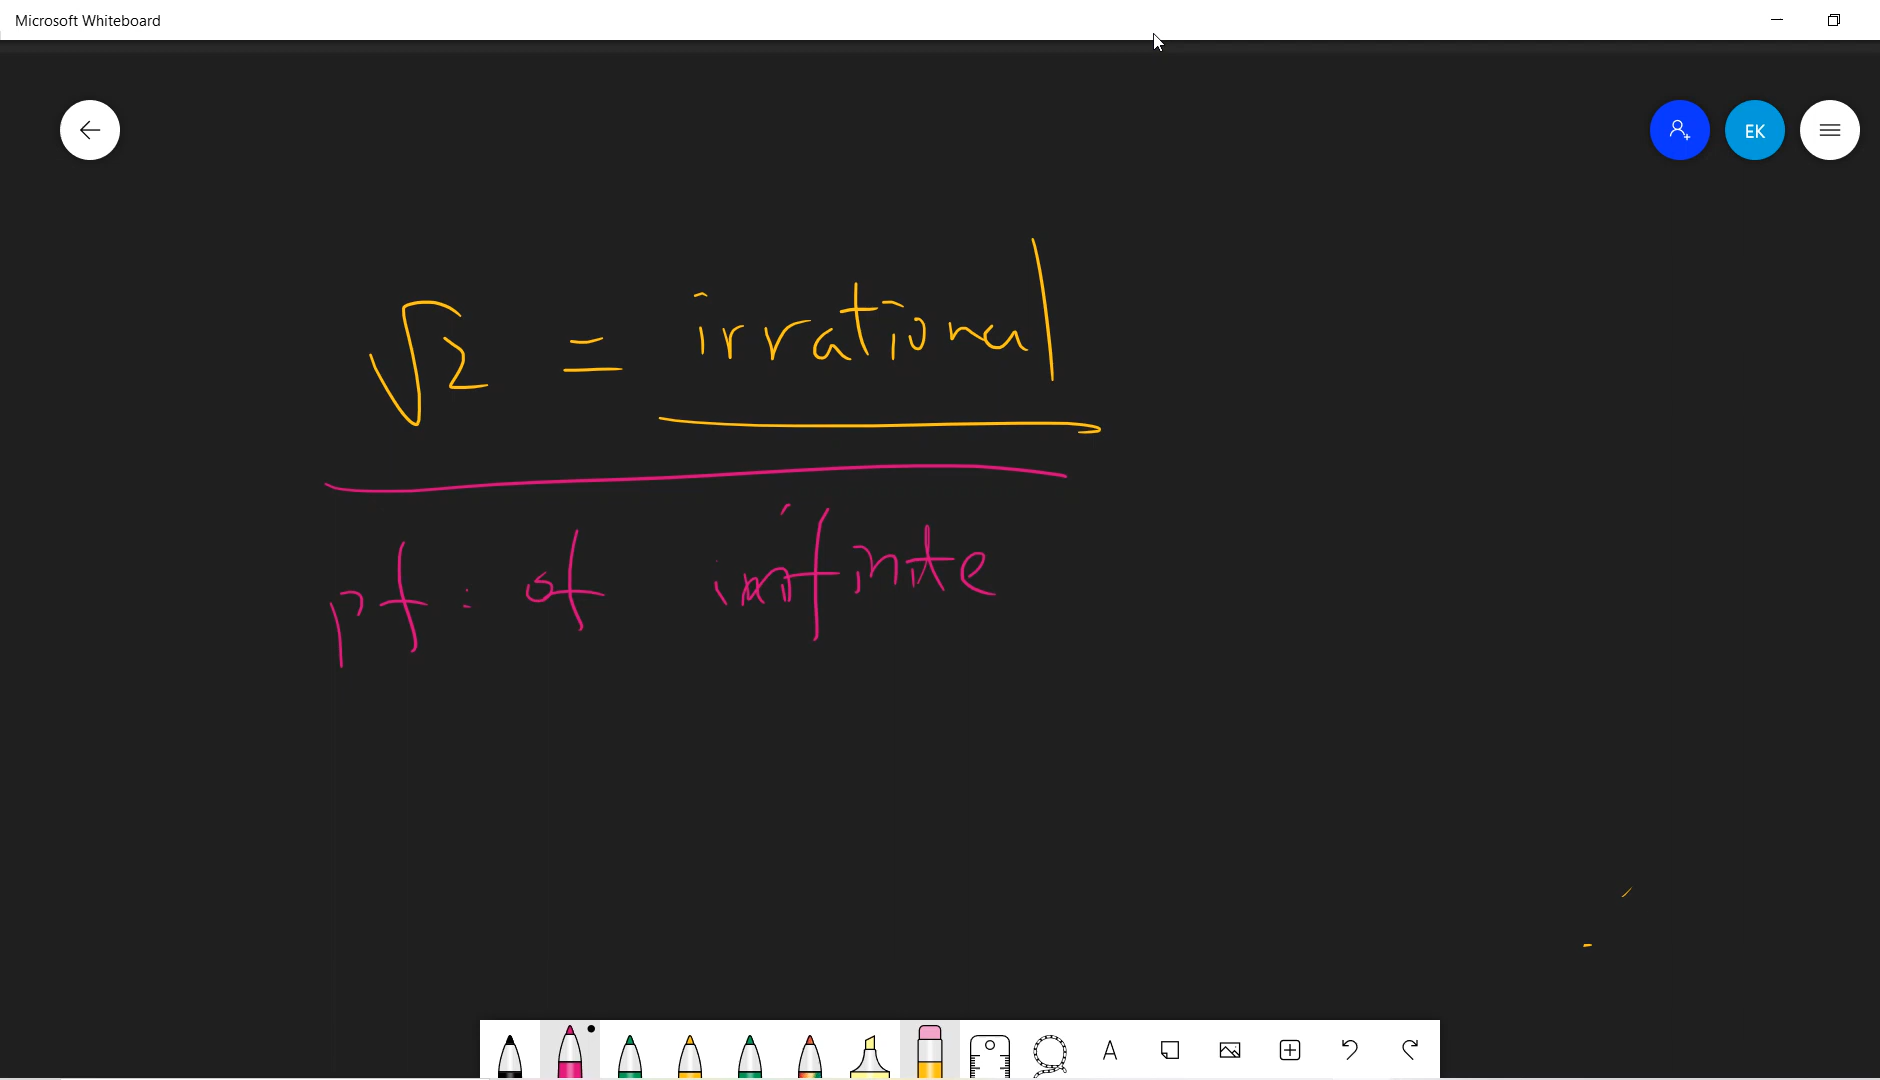 Microsoft Whiteboard
EK
√2 = irrational
pf : of infinite